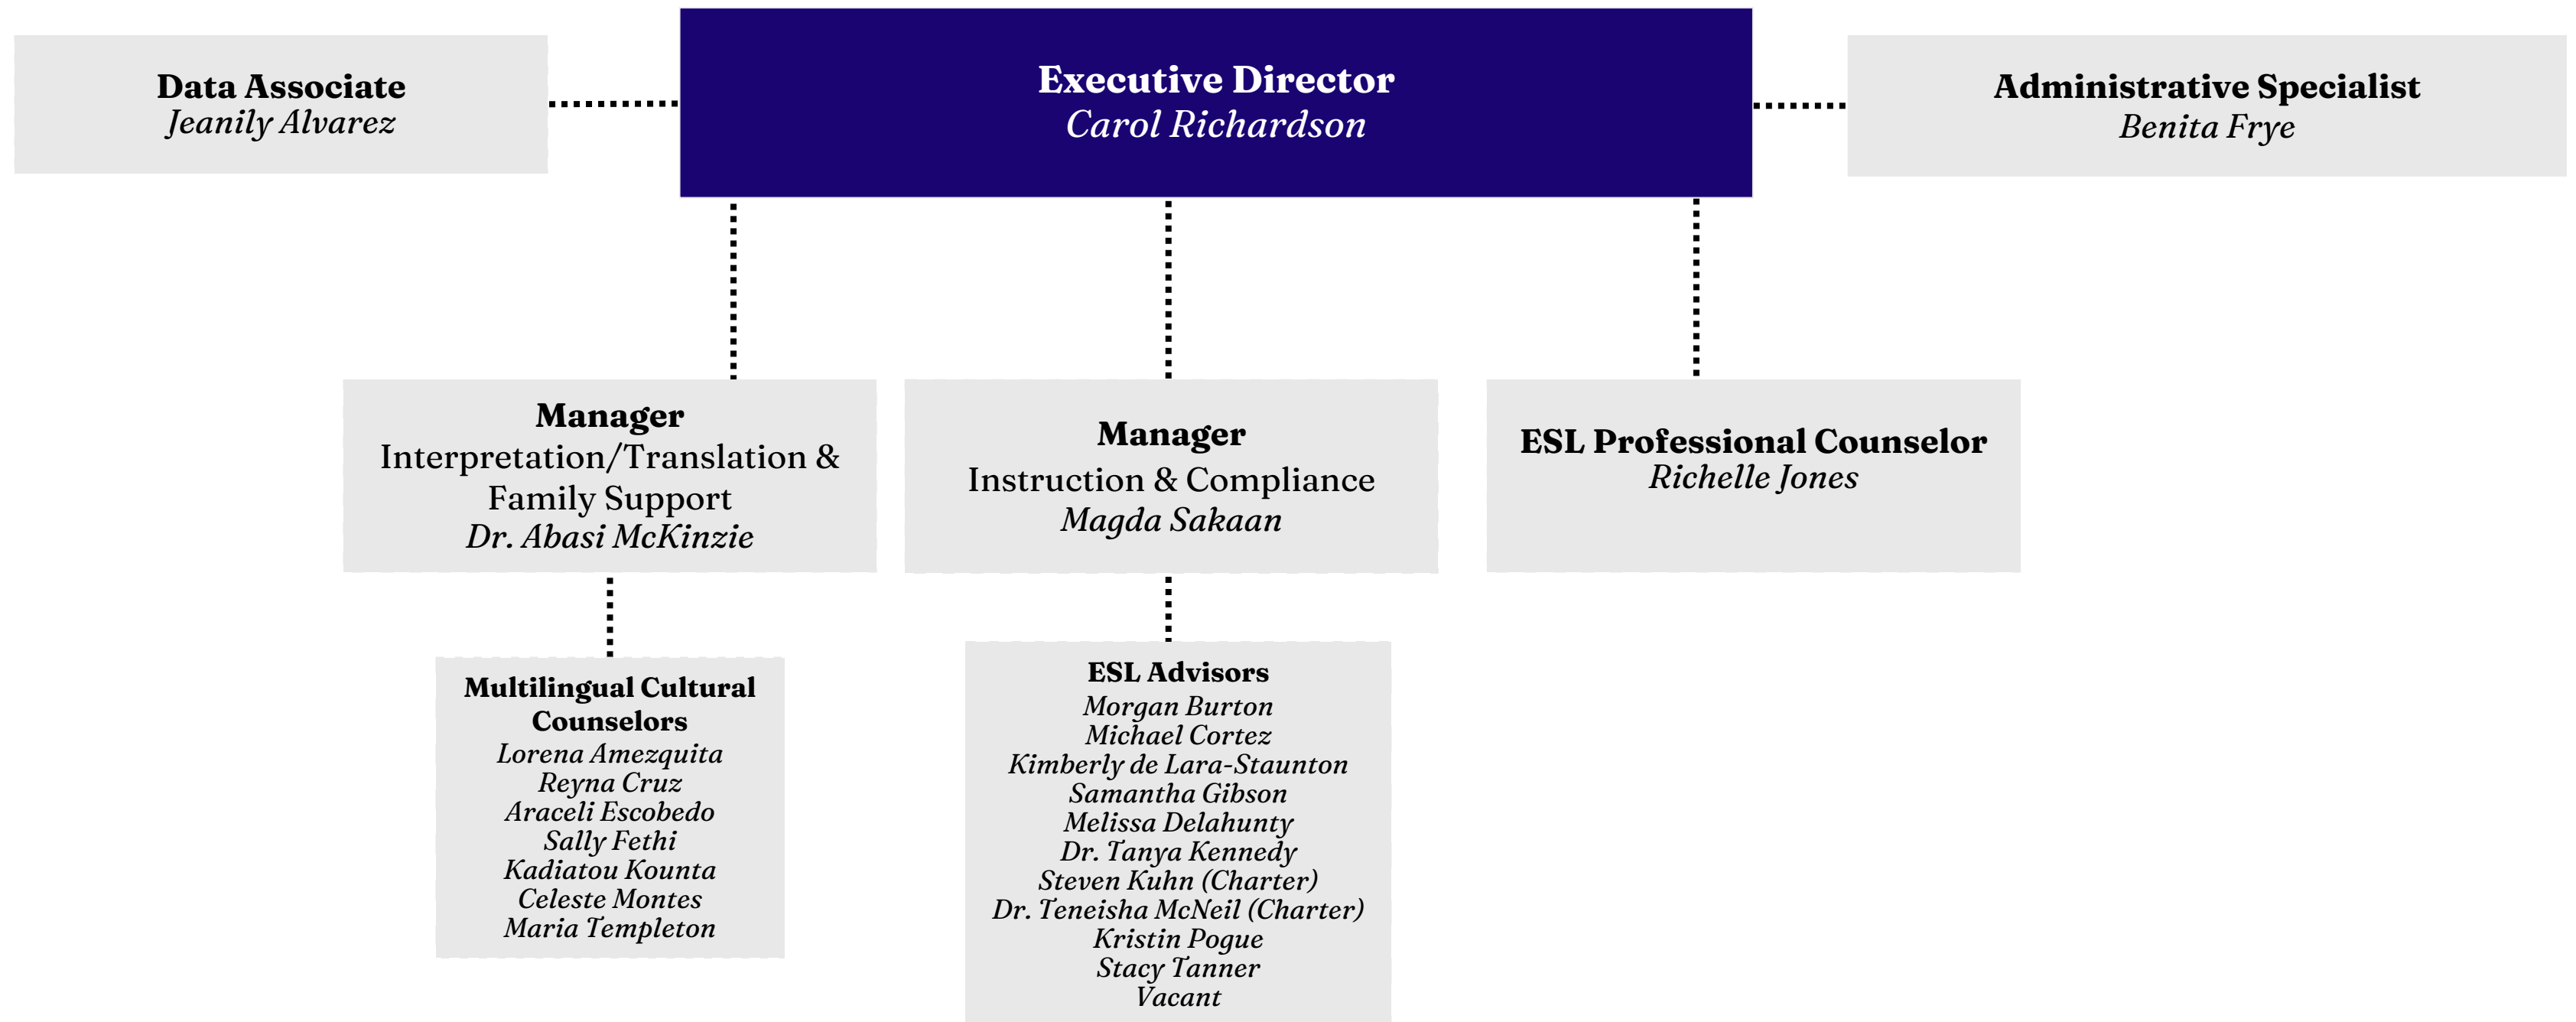 Data Associate
Jeanily Alvarez
Executive Director
Carol Richardson
Administrative Specialist
Benita Frye
Manager
Interpretation/Translation &
Family Support
Dr. Abasi McKinzie
Manager
Instruction & Compliance
Magda Sakaan
ESL Professional Counselor
Richelle Jones
Multilingual Cultural
Counselors
Lorena Amezquita
Reyna Cruz
Araceli Escobedo
Sally Fethi
Kadiatou Kounta
Celeste Montes
Maria Templeton
ESL Advisors
Morgan Burton
Michael Cortez
Kimberly de Lara-Staunton
Samantha Gibson
Melissa Delahunty
Dr. Tanya Kennedy
Steven Kuhn (Charter)
Dr. Teneisha McNeil (Charter)
Kristin Pogue
Stacy Tanner
Vacant